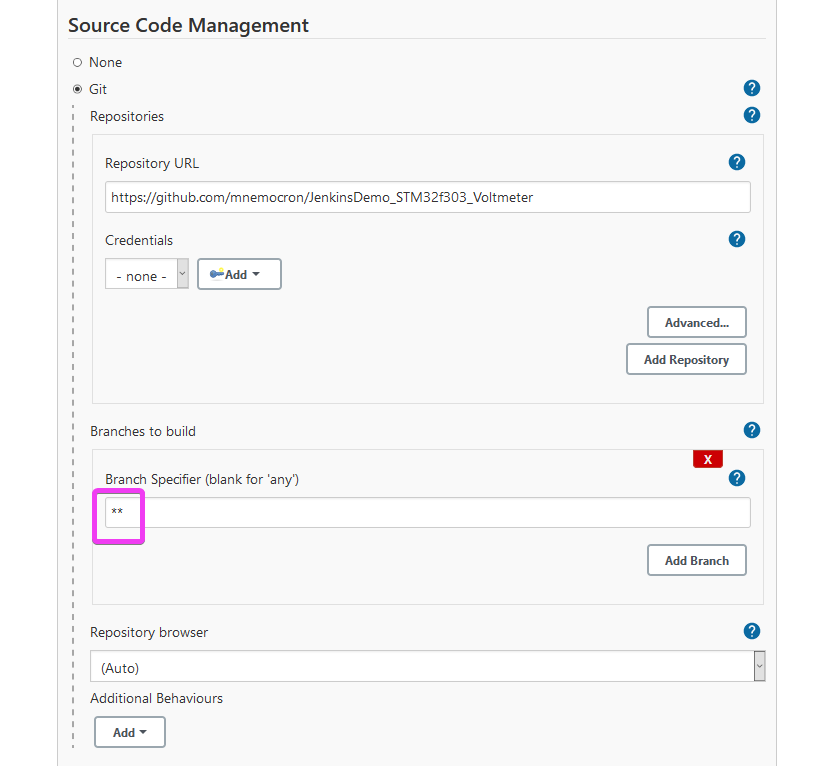 Source Code Management
None
Git
?
Repositories
?
Repository URL
?
https://github.com/mnemocron/JenkinsDemo_STM32f303_Voltmeter
Credentials
?
- none -
Add
Advanced...
Add Repository
Branches to build
?
X
Branch Specifier (blank for 'any')
?
**
Add Branch
Repository browser
?
(Auto)
Additional Behaviours
Add